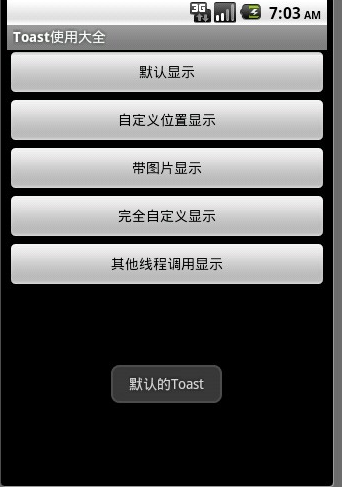 3G 7:03 AM
Toast使用大全
默认显示
自定义位置显示
带图片显示
完全自定义显示
其他线程调用显示
默认的Toast